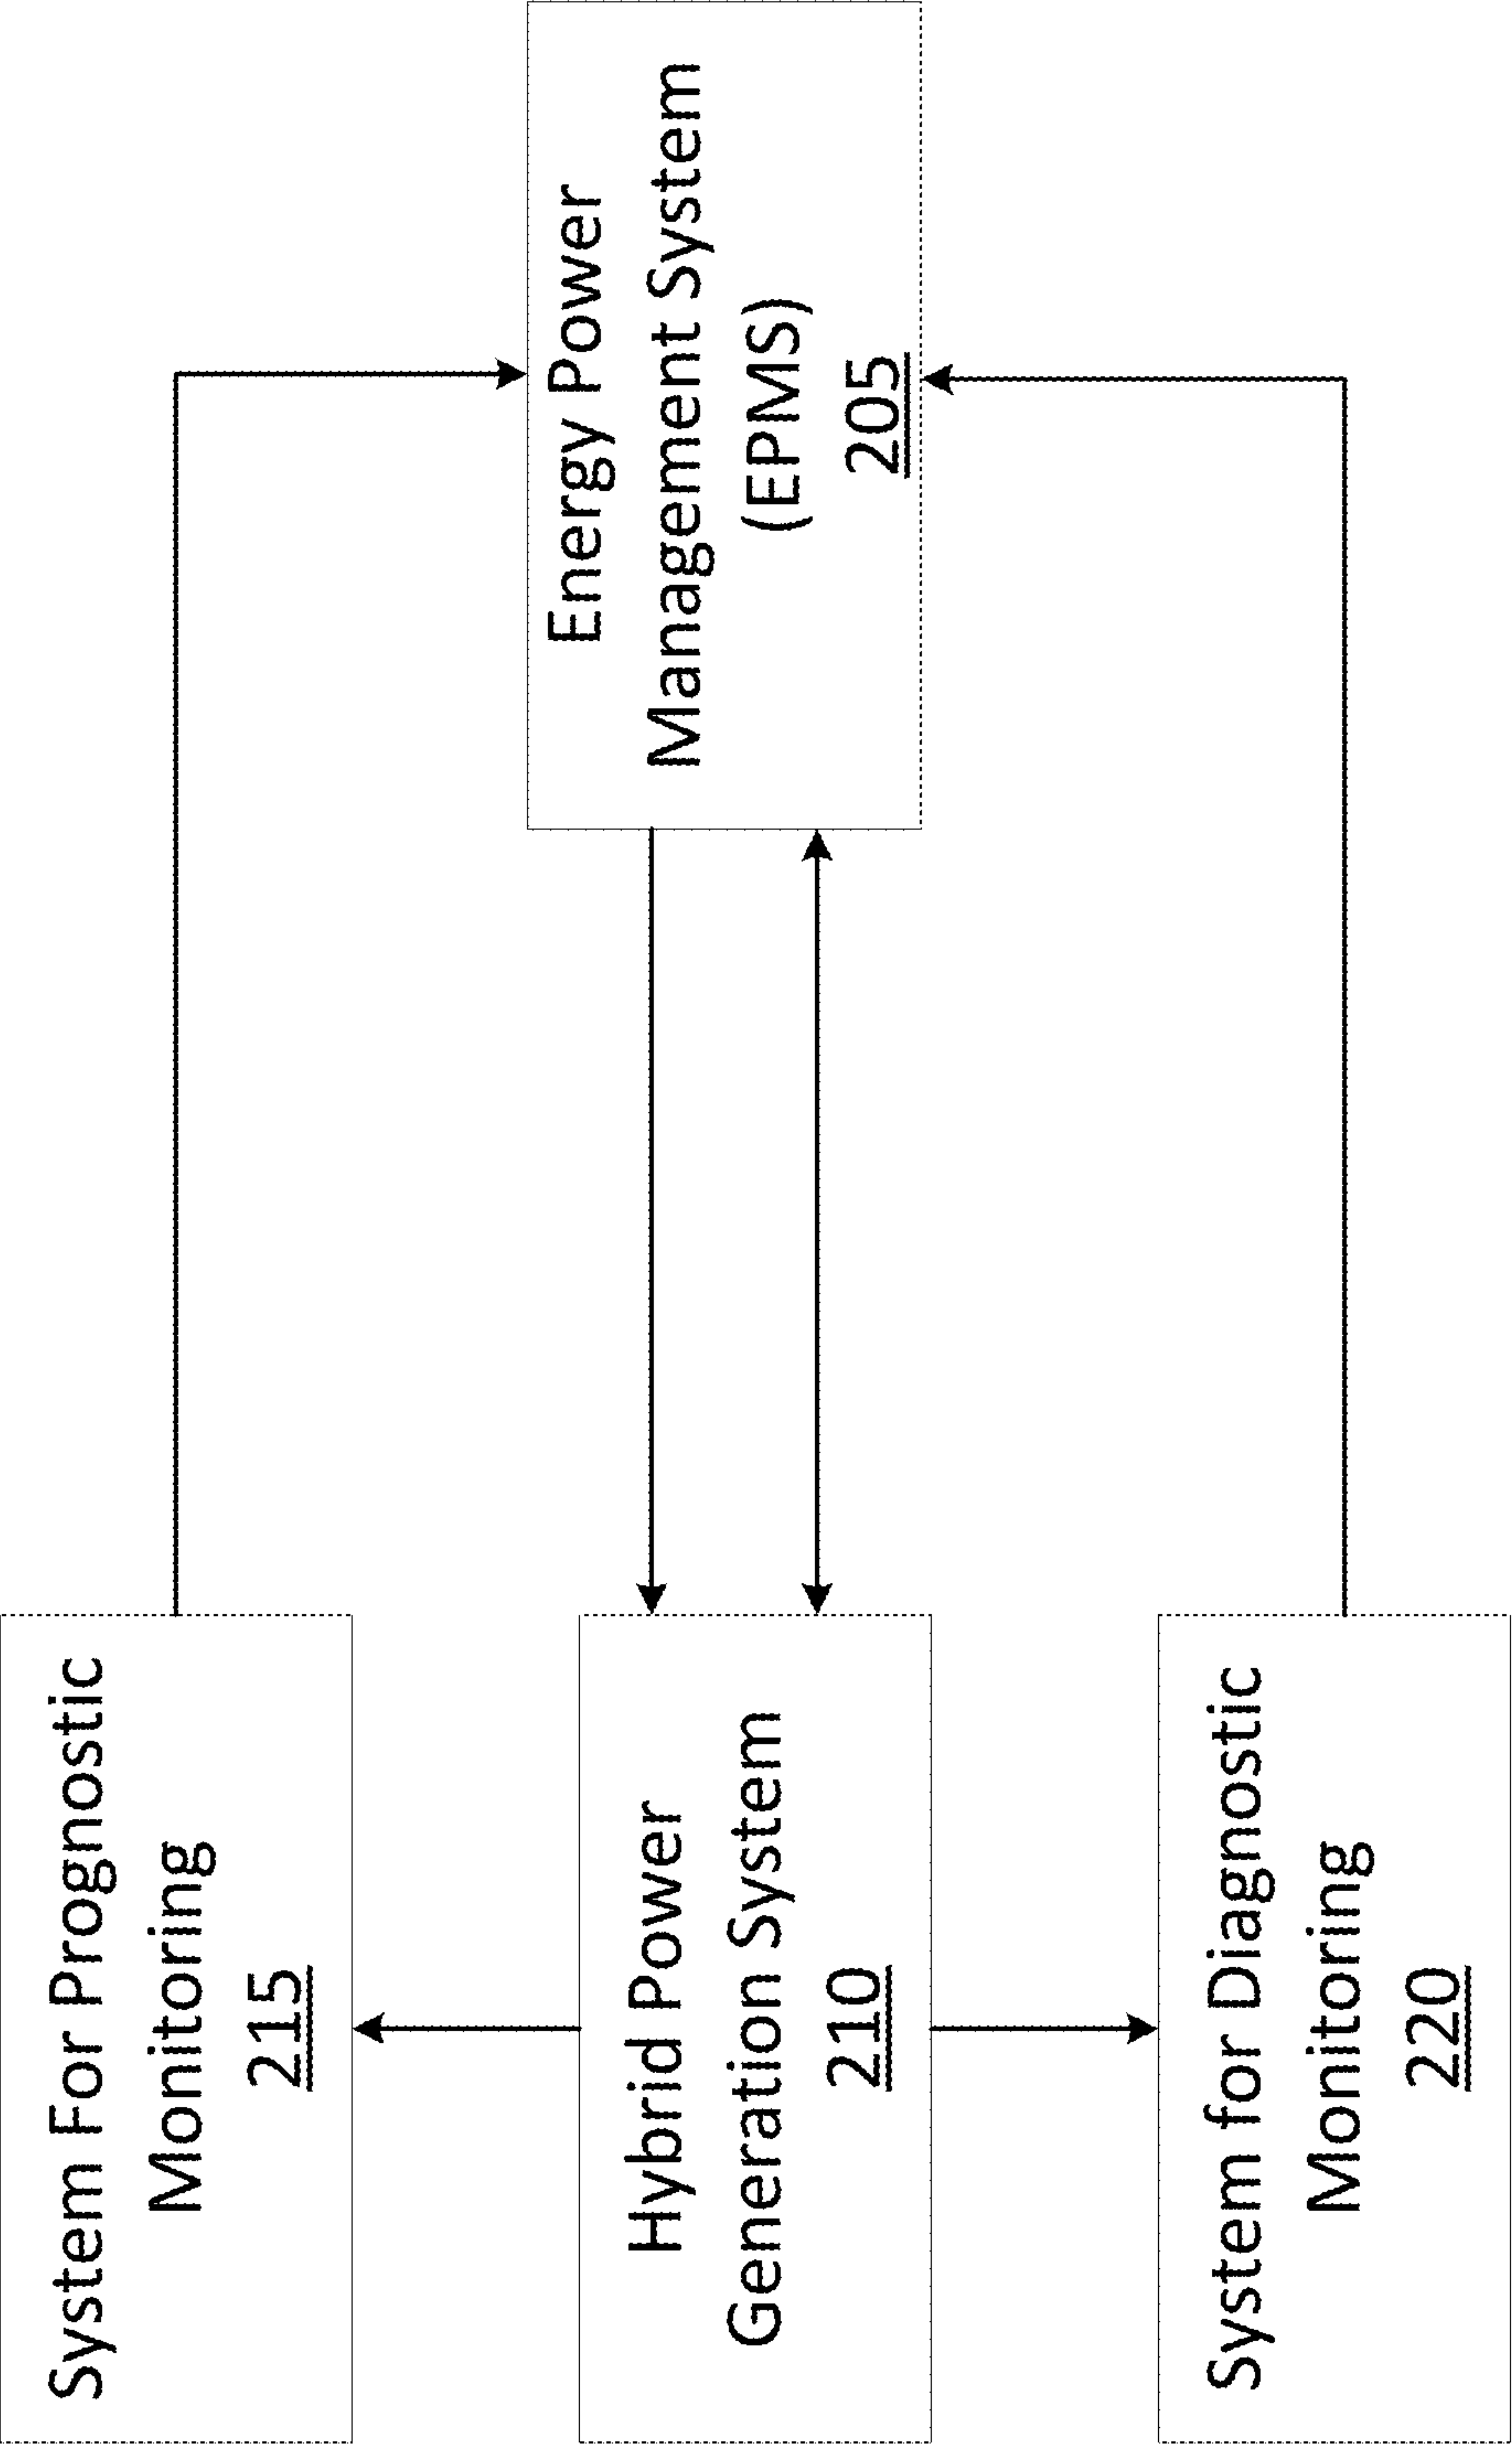 System For Prognostic
Monitoring
215
Hybrid Power
Generation System
210
System for Diagnostic
Monitoring
220
Energy Power
Management System
(EPMS)
205